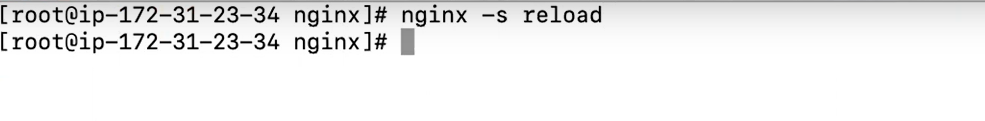 [root@ip-172-31-23-34 nginx]# nginx -s reload
[root@ip-172-31-23-34 nginx]#